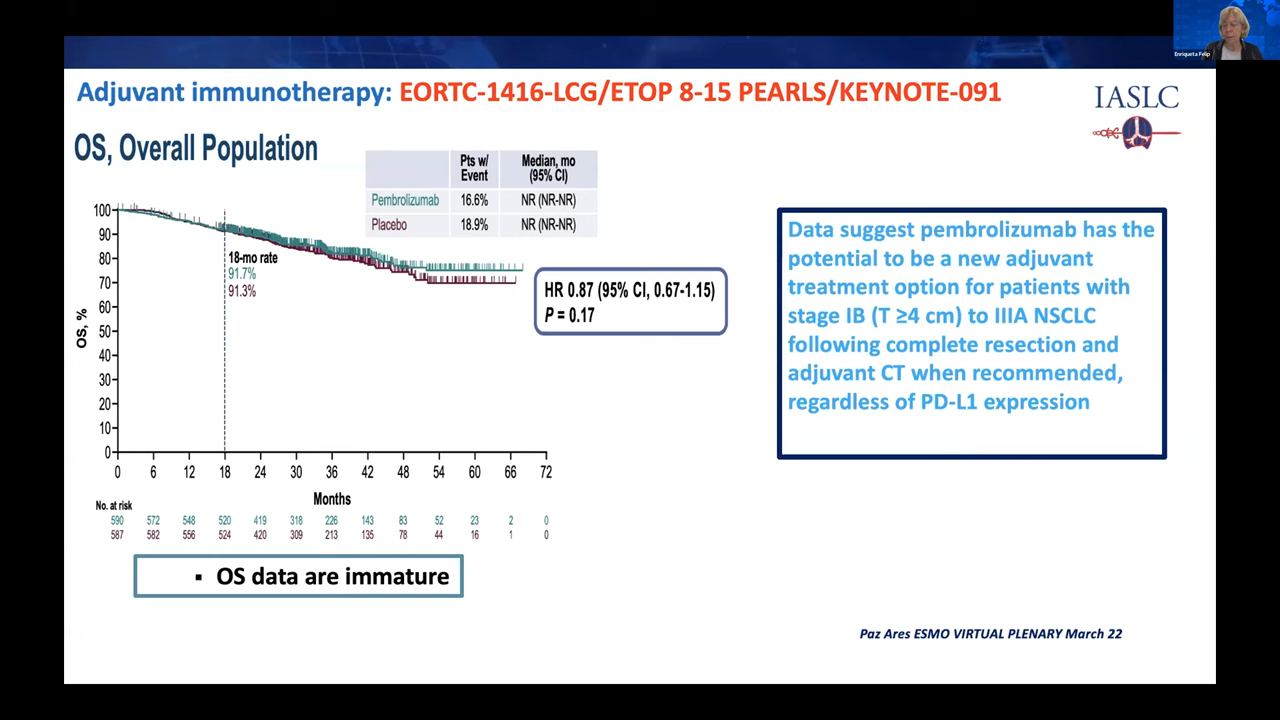 Enriqueta Felip
Adjuvant immunotherapy: EORTC-1416-LCG/ETOP 8-15 PEARLS/KEYNOTE-091
IASLC
OS, Overall Population
Pts w/ Event Median, mo (95% CI)
Pembrolizumab 16.6% NR (NR-NR)
Placebo 18.9% NR (NR-NR)
OS, %
100
90
80
70
60
50
40
30
20
10
0
18-mo rate
91.7%
91.3%
HR 0.87 (95% CI, 0.67-1.15)
P = 0.17
0 6 12 18 24 30 36 42 48 54 60 66 72
Months
No. at risk
590 572 548 520 419 318 226 143 83 52 23 2 0
587 582 556 524 420 309 213 135 78 44 16 1 0
▪ OS data are immature
Data suggest pembrolizumab has the
potential to be a new adjuvant
treatment option for patients with
stage IB (T ≥4 cm) to IIIA NSCLC
following complete resection and
adjuvant CT when recommended,
regardless of PD-L1 expression
Paz Ares ESMO VIRTUAL PLENARY March 22